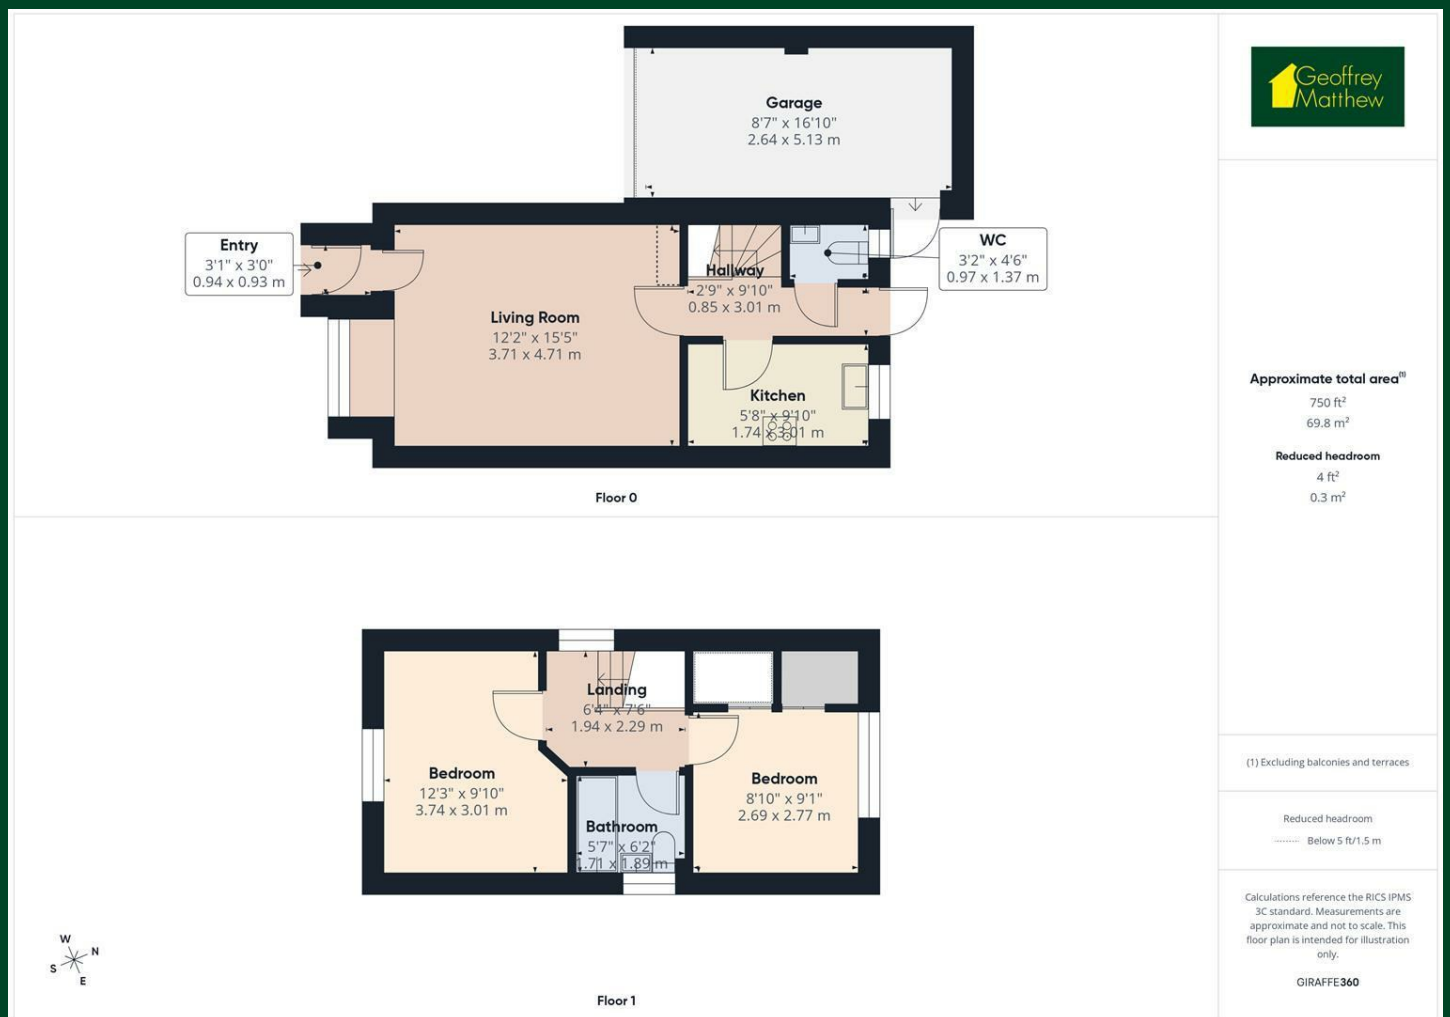 Garage
8'7" x 16'10"
2.64 x 5.13 m
Entry
3'1" x 3'0"
0.94 x 0.93 m
WC
3'2" x 4'6"
0.97 x 1.37 m
Hallway
2'9" x 9'10"
0.85 x 3.01 m
Living Room
12'2" x 15'5"
3.71 x 4.71 m
Kitchen
5'8" x 9'10"
1.74 x 3.01 m
Floor 0
Landing
6'4" x 7'6"
1.94 x 2.29 m
Bedroom
12'3" x 9'10"
3.74 x 3.01 m
Bedroom
8'10" x 9'1"
2.69 x 2.77 m
Bathroom
5'7" x 6'2"
1.71 x 1.89 m
W
N
S
E
Floor 1
Geoffrey
Matthew
Approximate total area(1)
750 ft²
69.8 m²
Reduced headroom
4 ft²
0.3 m²
(1) Excluding balconies and terraces
Reduced headroom
Below 5 ft/1.5 m
Calculations reference the RICS IPMS
3C standard. Measurements are
approximate and not to scale. This
floor plan is intended for illustration
only.
GIRAFFE360